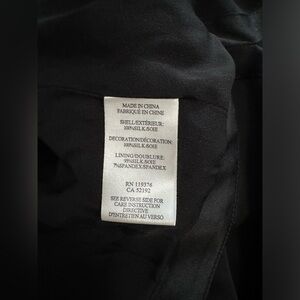 MADE IN CHINA
FABRIQUÉ EN CHINE
SHELL/EXTÉRIEUR:
100%SILK/SOIE
DECORATION/DÉCORATION:
100%SILK/SOIE
LINING/DOUBLURE:
93%SILK/SOIE
7%SPANDEX/SPANDEX
RN 119376
CA 52192
SEE REVERSE SIDE FOR
CARE INSTRUCTION
DIRECTIVE
D'ENTRETIEN AU VERSO